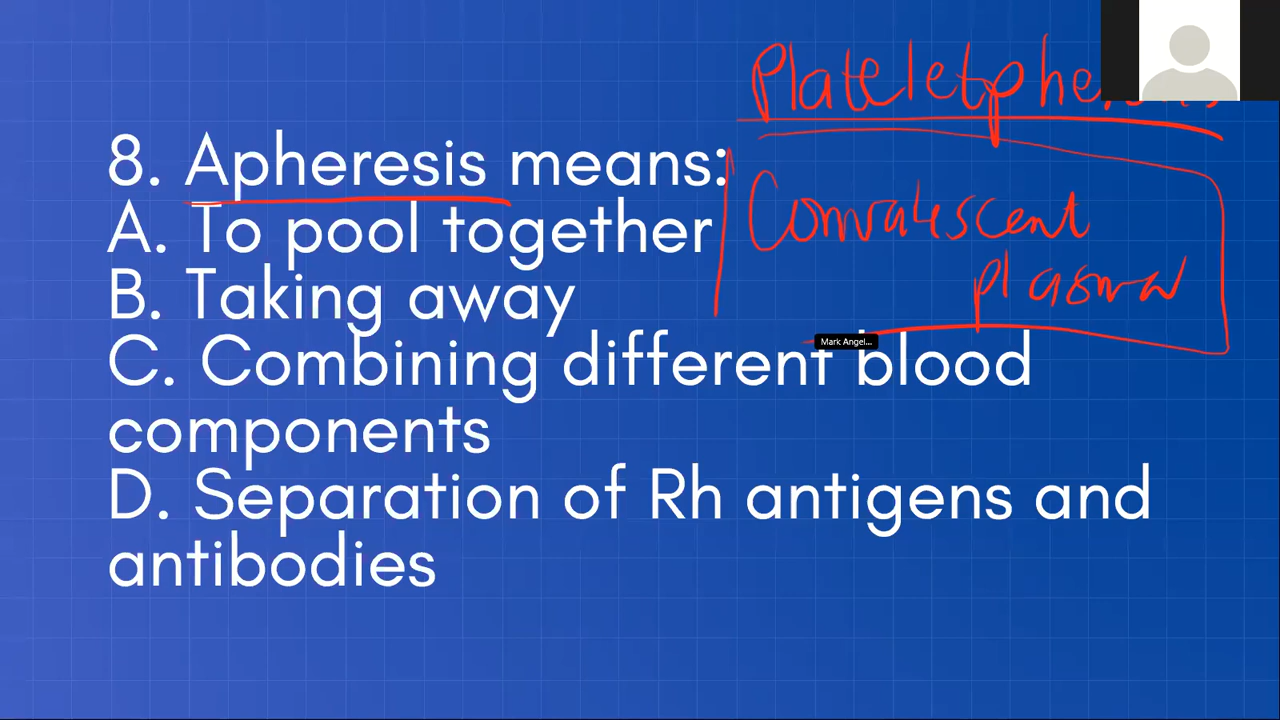 Plateletpheresis
8. Apheresis means:
Convalescent
A. To pool together
plasma
B. Taking away
Mark Angel...
C. Combining different blood
components
D. Separation of Rh antigens and
antibodies